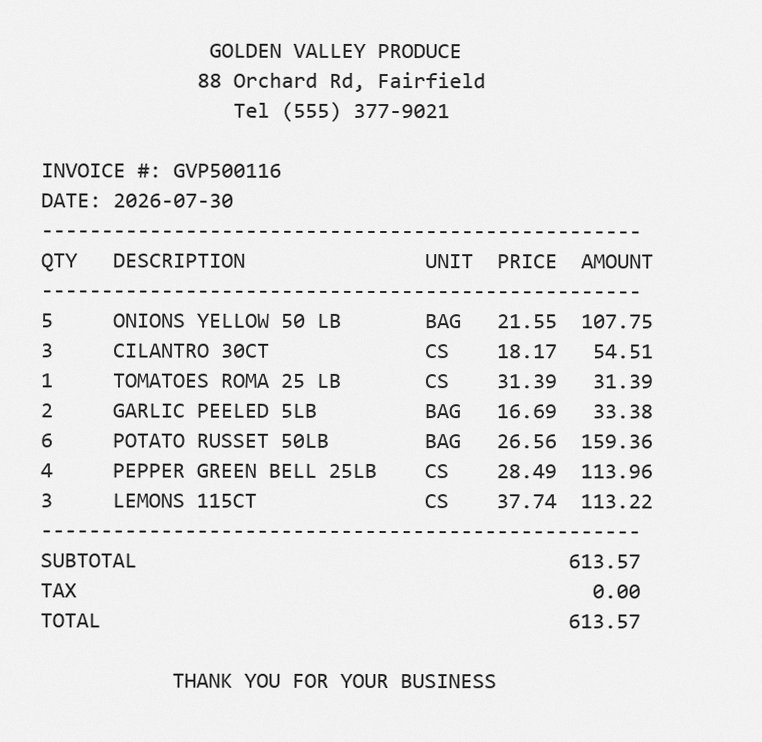 GOLDEN VALLEY PRODUCE
88 Orchard Rd, Fairfield
Tel (555) 377-9021
INVOICE #: GVP500116
DATE: 2026-07-30
--------------------------------------------------
QTY   DESCRIPTION               UNIT  PRICE  AMOUNT
--------------------------------------------------
5     ONIONS YELLOW 50 LB       BAG   21.55  107.75
3     CILANTRO 30CT             CS    18.17   54.51
1     TOMATOES ROMA 25 LB       CS    31.39   31.39
2     GARLIC PEELED 5LB         BAG   16.69   33.38
6     POTATO RUSSET 50LB        BAG   26.56  159.36
4     PEPPER GREEN BELL 25LB    CS    28.49  113.96
3     LEMONS 115CT              CS    37.74  113.22
--------------------------------------------------
SUBTOTAL                                    613.57
TAX                                           0.00
TOTAL                                       613.57
THANK YOU FOR YOUR BUSINESS